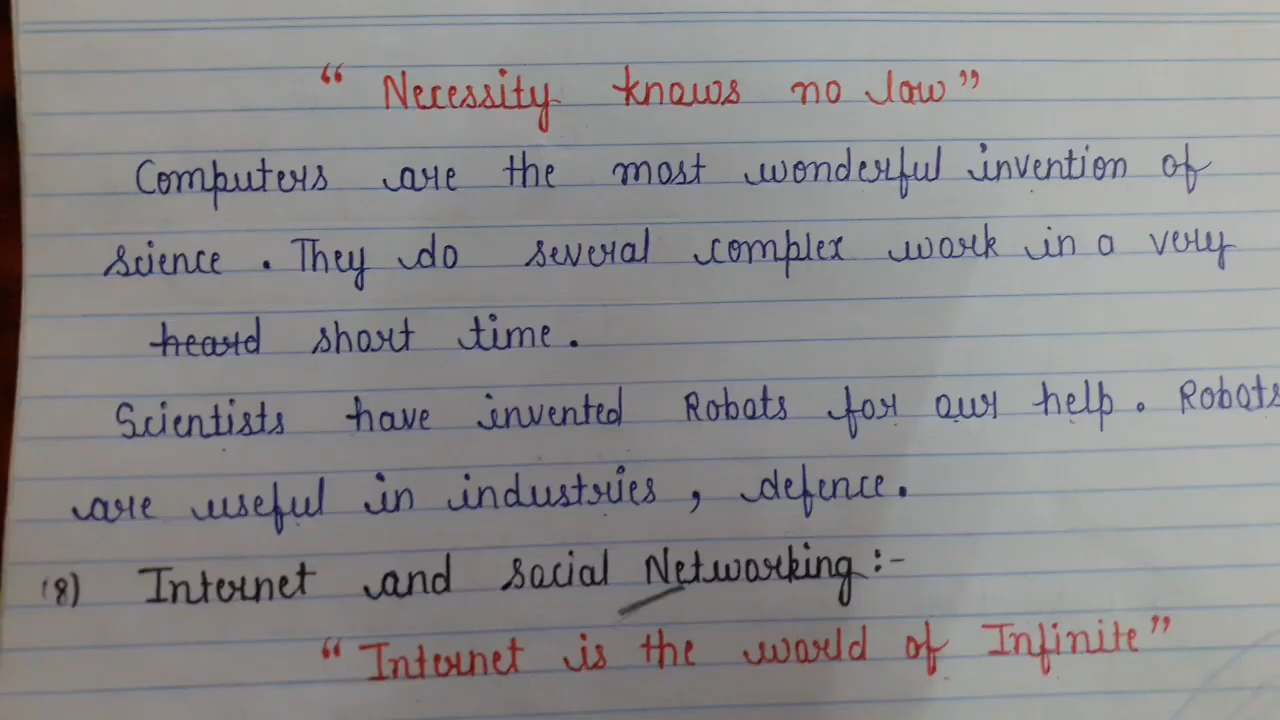 “Necessity knows no law”
Computers are the most wonderful invention of
science. They do several complex work in a very
heard short time.
Scientists have invented Robots for our help. Robots
are useful in industries, defence.
(8) Internet and social Networking:-
“Internet is the world of Infinite”